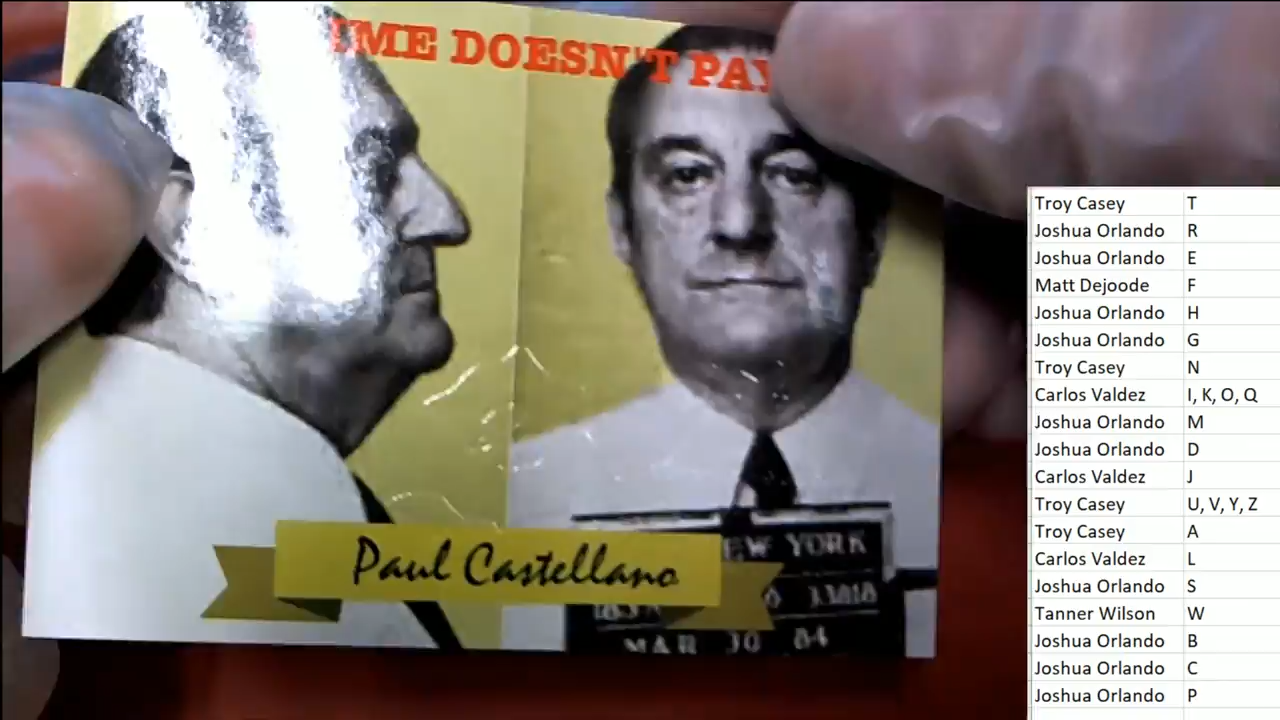 IME DOESN'T PAY
Paul Castellano
EW YORK
33018
MAR 30 84
Troy Casey T
Joshua Orlando R
Joshua Orlando E
Matt Dejoode F
Joshua Orlando H
Joshua Orlando G
Troy Casey N
Carlos Valdez I, K, O, Q
Joshua Orlando M
Joshua Orlando D
Carlos Valdez J
Troy Casey U, V, Y, Z
Troy Casey A
Carlos Valdez L
Joshua Orlando S
Tanner Wilson W
Joshua Orlando B
Joshua Orlando C
Joshua Orlando P